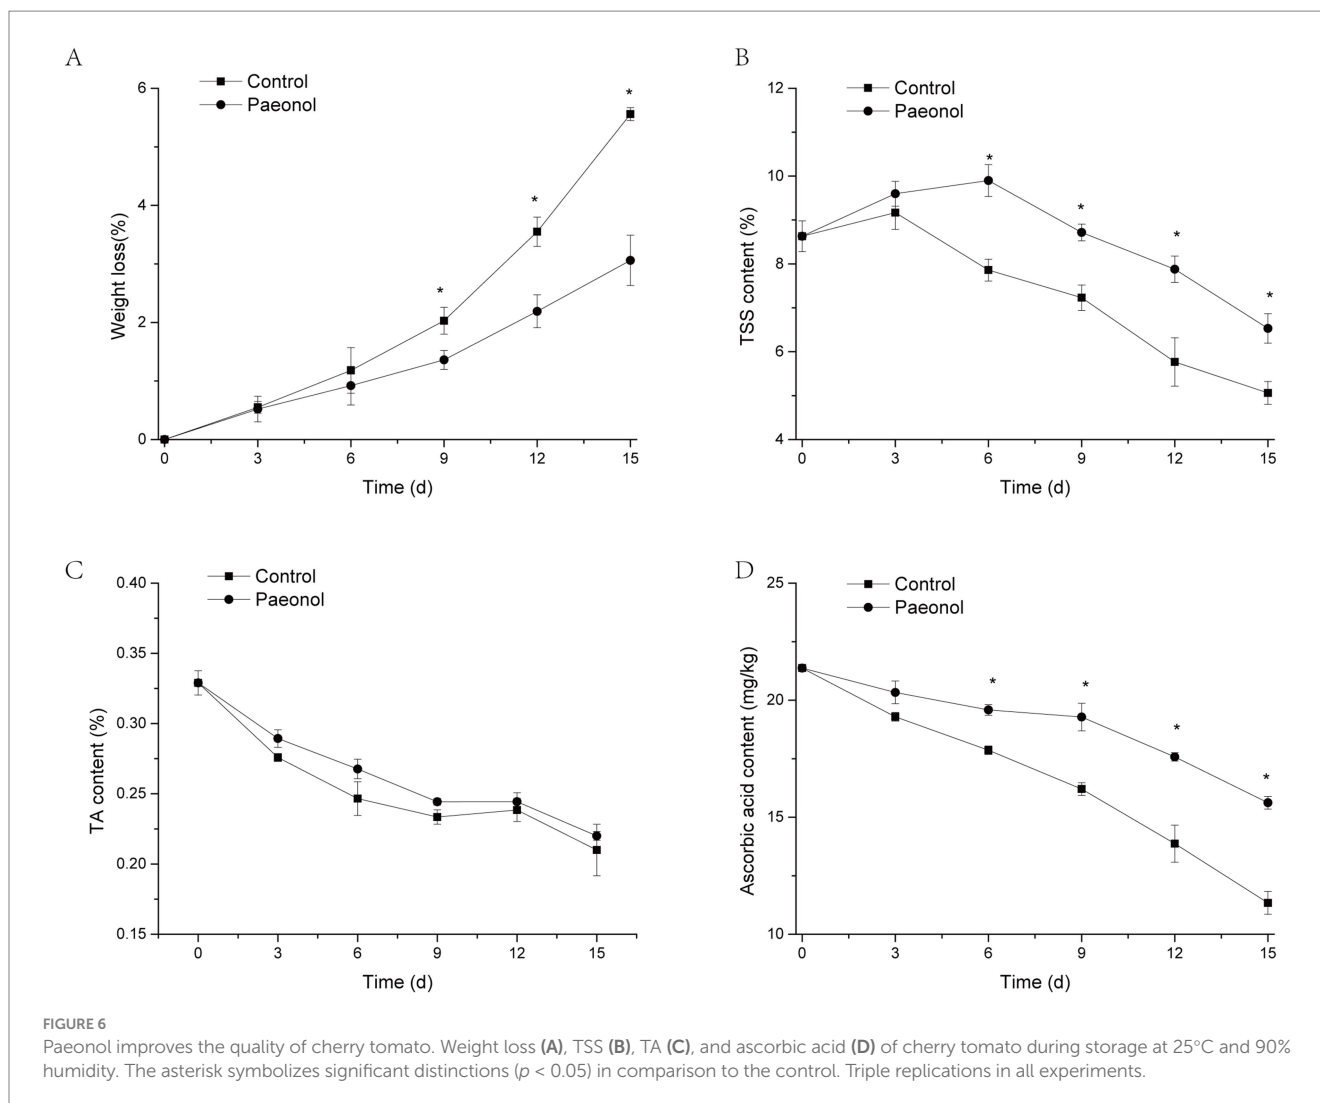 A
Control
Paeonol
6
4
2
0
Weight loss(%)
*
*
*
0 3 6 9 12 15
Time (d)
B
Control
Paeonol
12
10
8
6
4
TSS content (%)
*
*
*
*
0 3 6 9 12 15
Time (d)
C
Control
Paeonol
0.40
0.35
0.30
0.25
0.20
0.15
TA content (%)
0 3 6 9 12 15
Time (d)
D
Control
Paeonol
25
20
15
10
Ascorbic acid content (mg/kg)
*
*
*
*
0 3 6 9 12 15
Time (d)
FIGURE 6
Paeonol improves the quality of cherry tomato. Weight loss (A), TSS (B), TA (C), and ascorbic acid (D) of cherry tomato during storage at 25°C and 90%
humidity. The asterisk symbolizes significant distinctions (p < 0.05) in comparison to the control. Triple replications in all experiments.